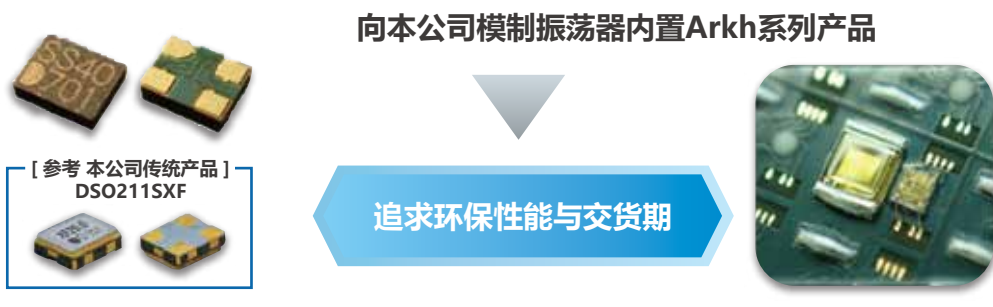 向本公司模制振荡器内置Arkh系列产品
SS40
701
[ 参考 本公司传统产品 ]
DSO211SXF
追求环保性能与交货期